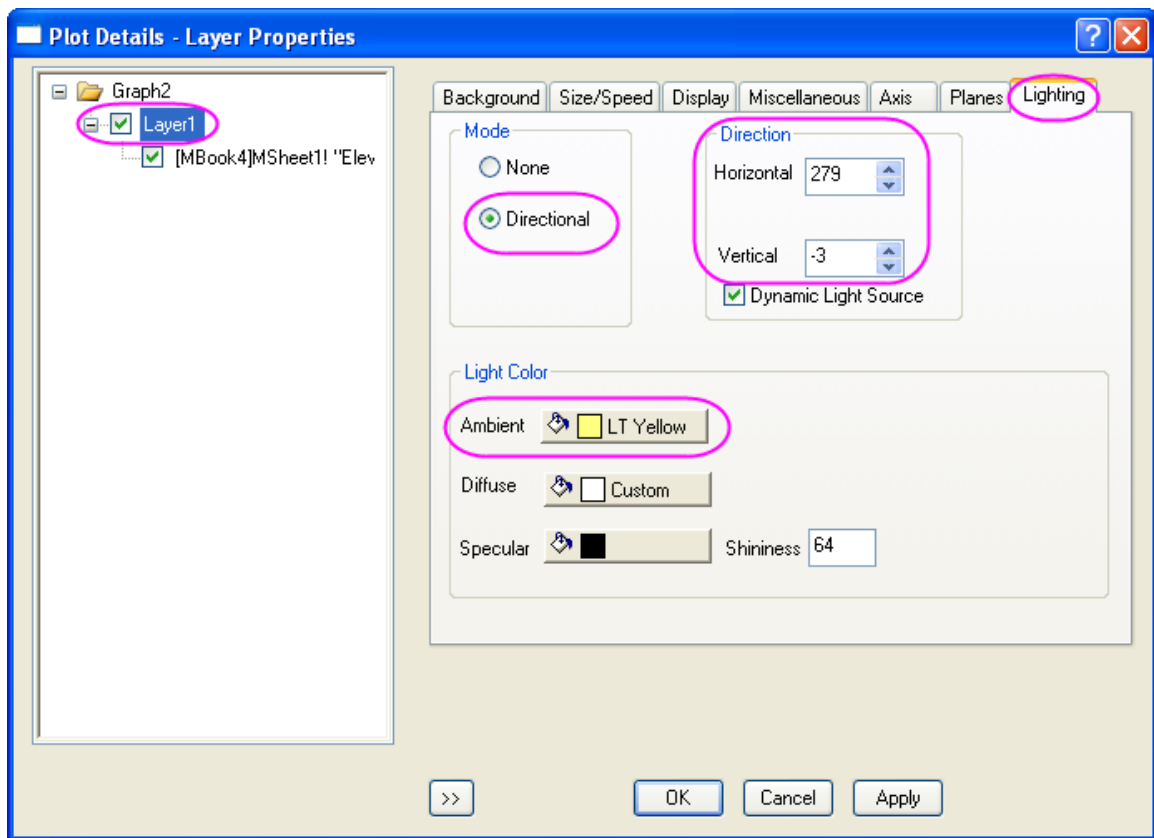 Plot Details - Layer Properties
Graph2
Layer1
[MBook4]MSheet1! "Elev
Background Size/Speed Display Miscellaneous Axis Planes Lighting
Mode
None
Directional
Direction
Horizontal 279
Vertical -3
Dynamic Light Source
Light Color
Ambient LT Yellow
Diffuse Custom
Specular Shininess 64
>> OK Cancel Apply